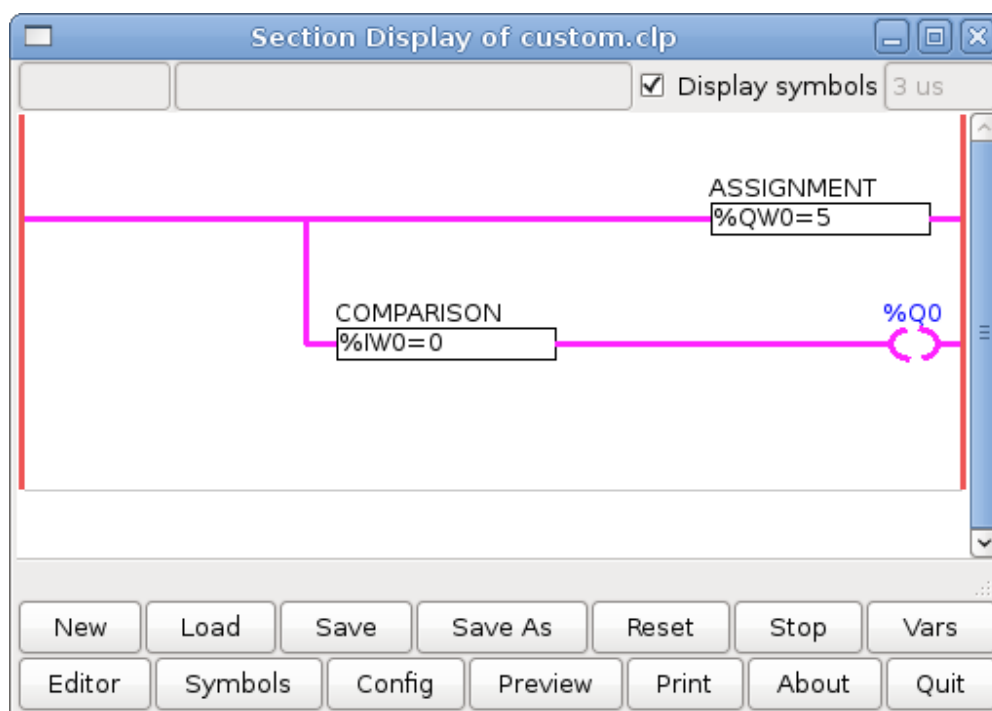 Section Display of custom.clp
Display symbols 3 us
ASSIGNMENT
%QW0=5
COMPARISON %Q0
%IW0=0
New Load Save Save As Reset Stop Vars
Editor Symbols Config Preview Print About Quit